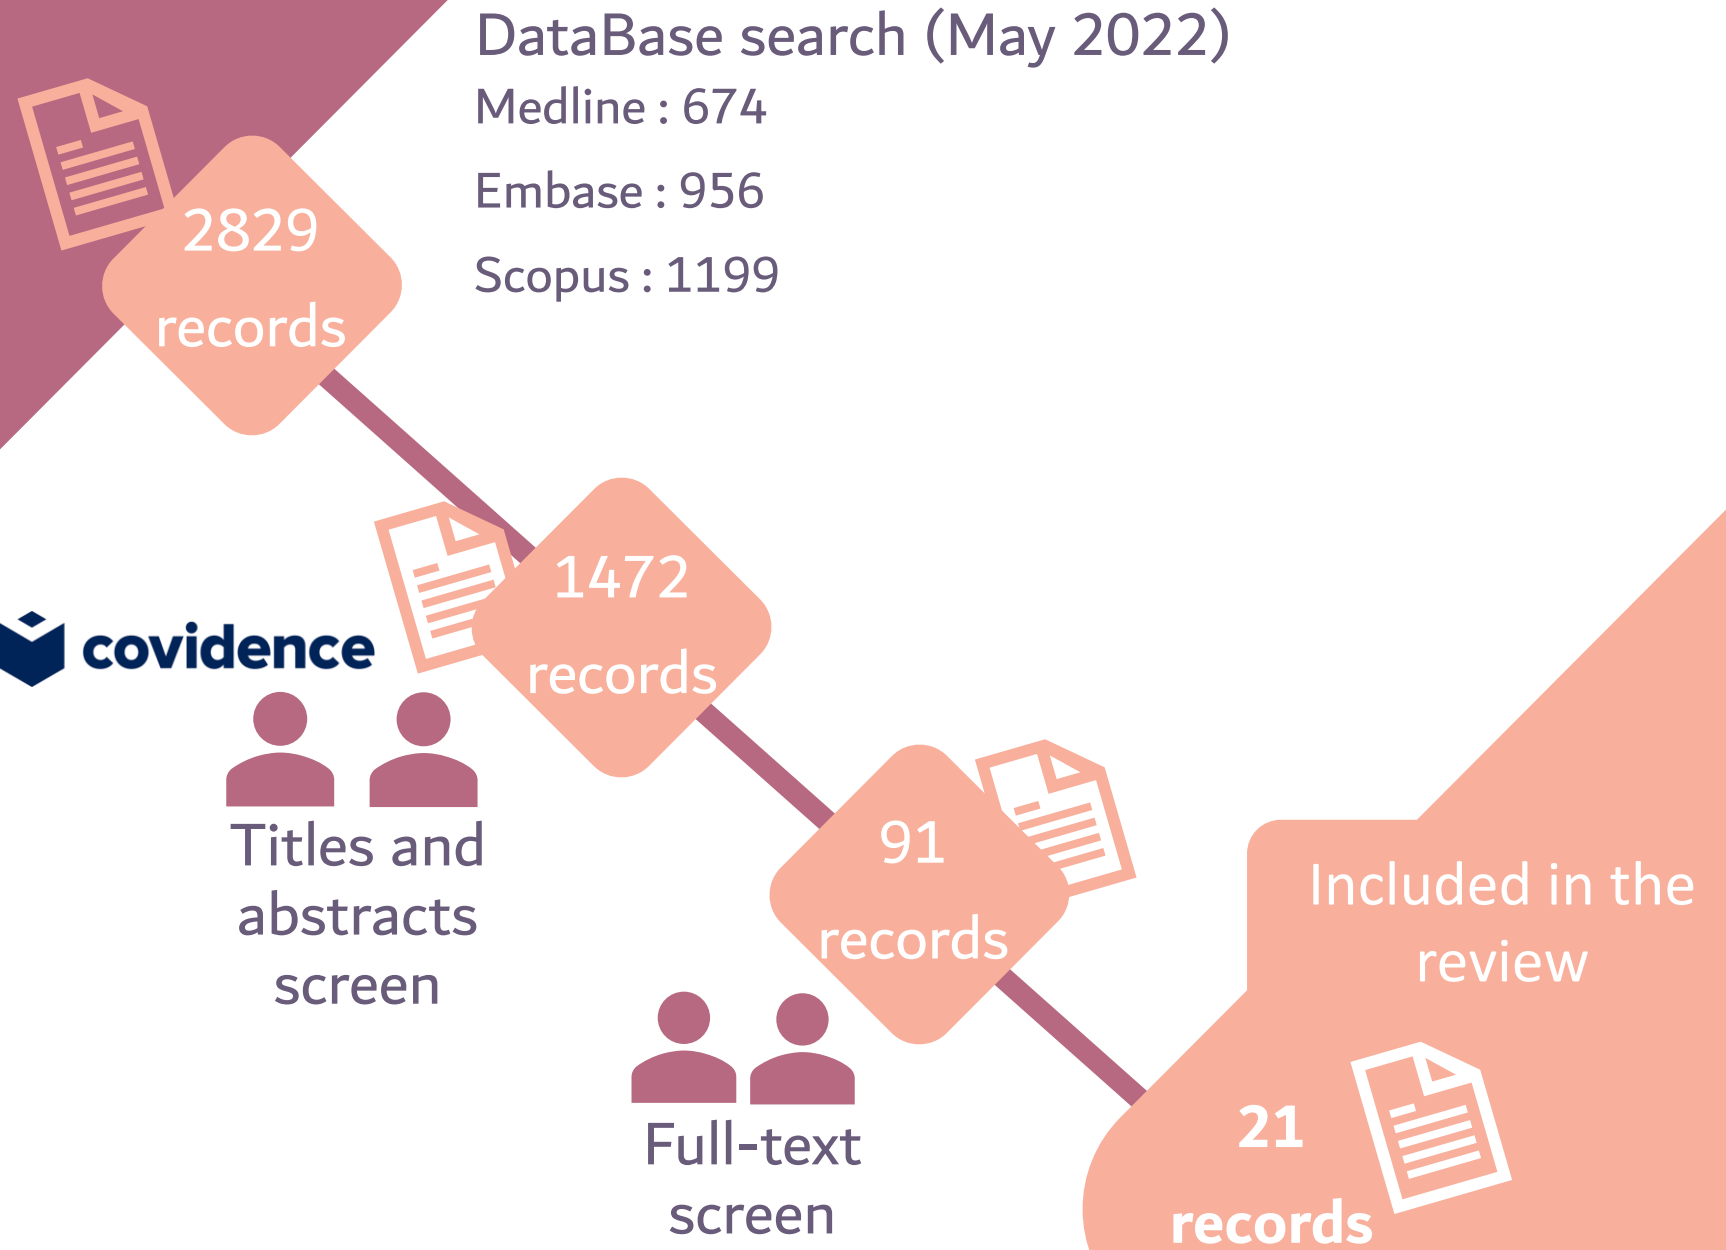 DataBase search (May 2022)
Medline : 674
Embase : 956
Scopus : 1199
2829
records
1472
records
covidence
Titles and
abstracts
screen
91
records
Full-text
screen
Included in the
review
21
records